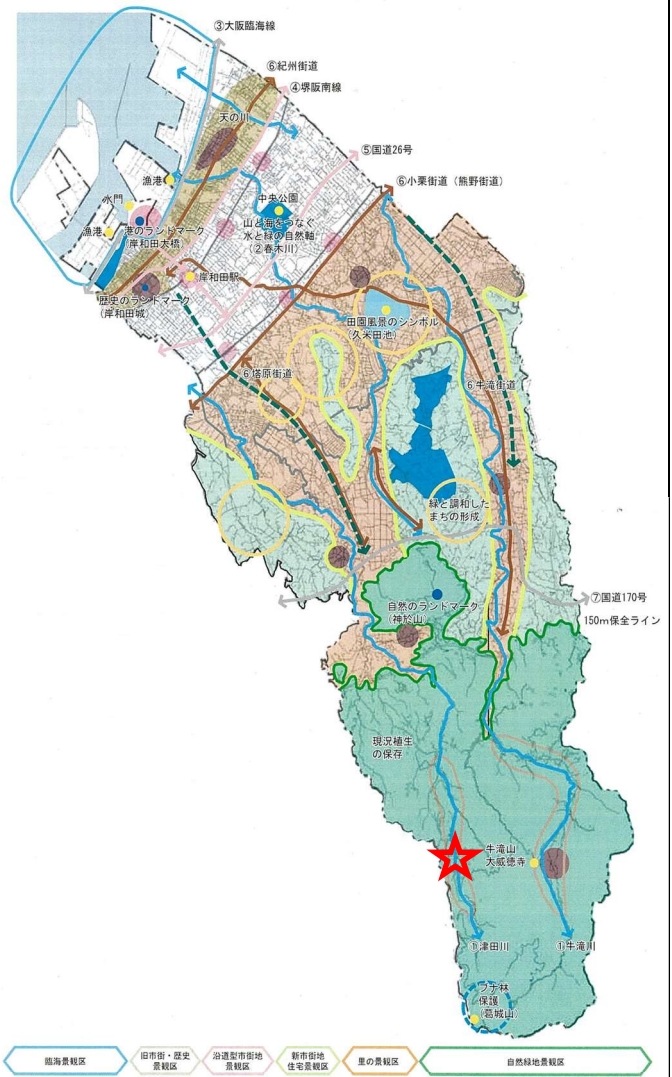 ③大阪臨海線
⑥紀州街道
④堺阪南線
天の川
⑤国道26号
漁港
⑥小栗街道（熊野街道）
水門
中央公園
漁港
港のランドマーク
（岸和田大橋）
山と海をつなぐ
水と緑の自然軸
（②春木川）
岸和田駅
歴史のランドマーク
（岸和田城）
田園風景のシンボル
（久米田池）
6 塔原街道
6 牛滝街道
緑と調和した
まちの形成
⑦国道170号
自然のランドマーク
（神於山）
150m保全ライン
現況植生
の保存
牛滝山
大威徳寺
①津田川
①牛滝川
ブナ林
保護
（葛城山）
臨海景観区
旧市街・歴史
景観区
沿道型市街地
景観区
新市街地
住宅景観区
里の景観区
自然緑地景観区